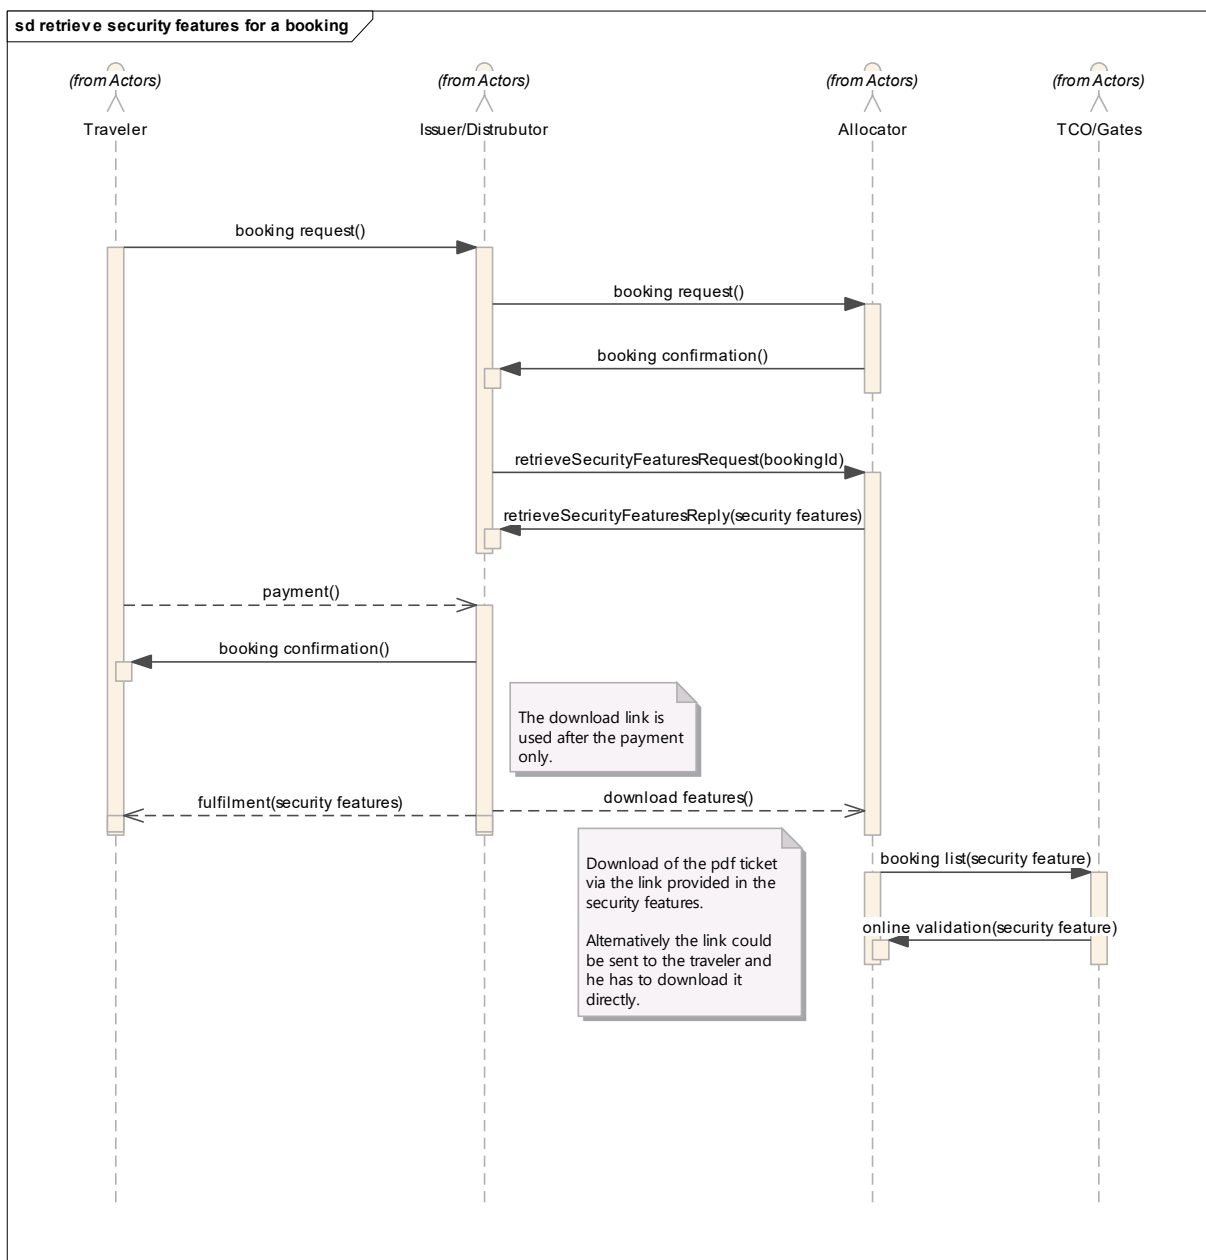 sd retrieve security features for a booking
(from Actors)
(from Actors)
(from Actors)
(from Actors)
Traveler
Issuer/Distrubutor
Allocator
TCO/Gates
booking request()
booking request()
booking confirmation()
retrieveSecurityFeaturesRequest(bookingId)
retrieveSecurityFeaturesReply(security features)
payment()
booking confirmation()
The download link is
used after the payment
only.
fulfilment(security features)
download features()
Download of the pdf ticket
via the link provided in the
security features.
Alternatively the link could
be sent to the traveler and
he has to download it
directly.
booking list(security feature)
online validation(security feature)